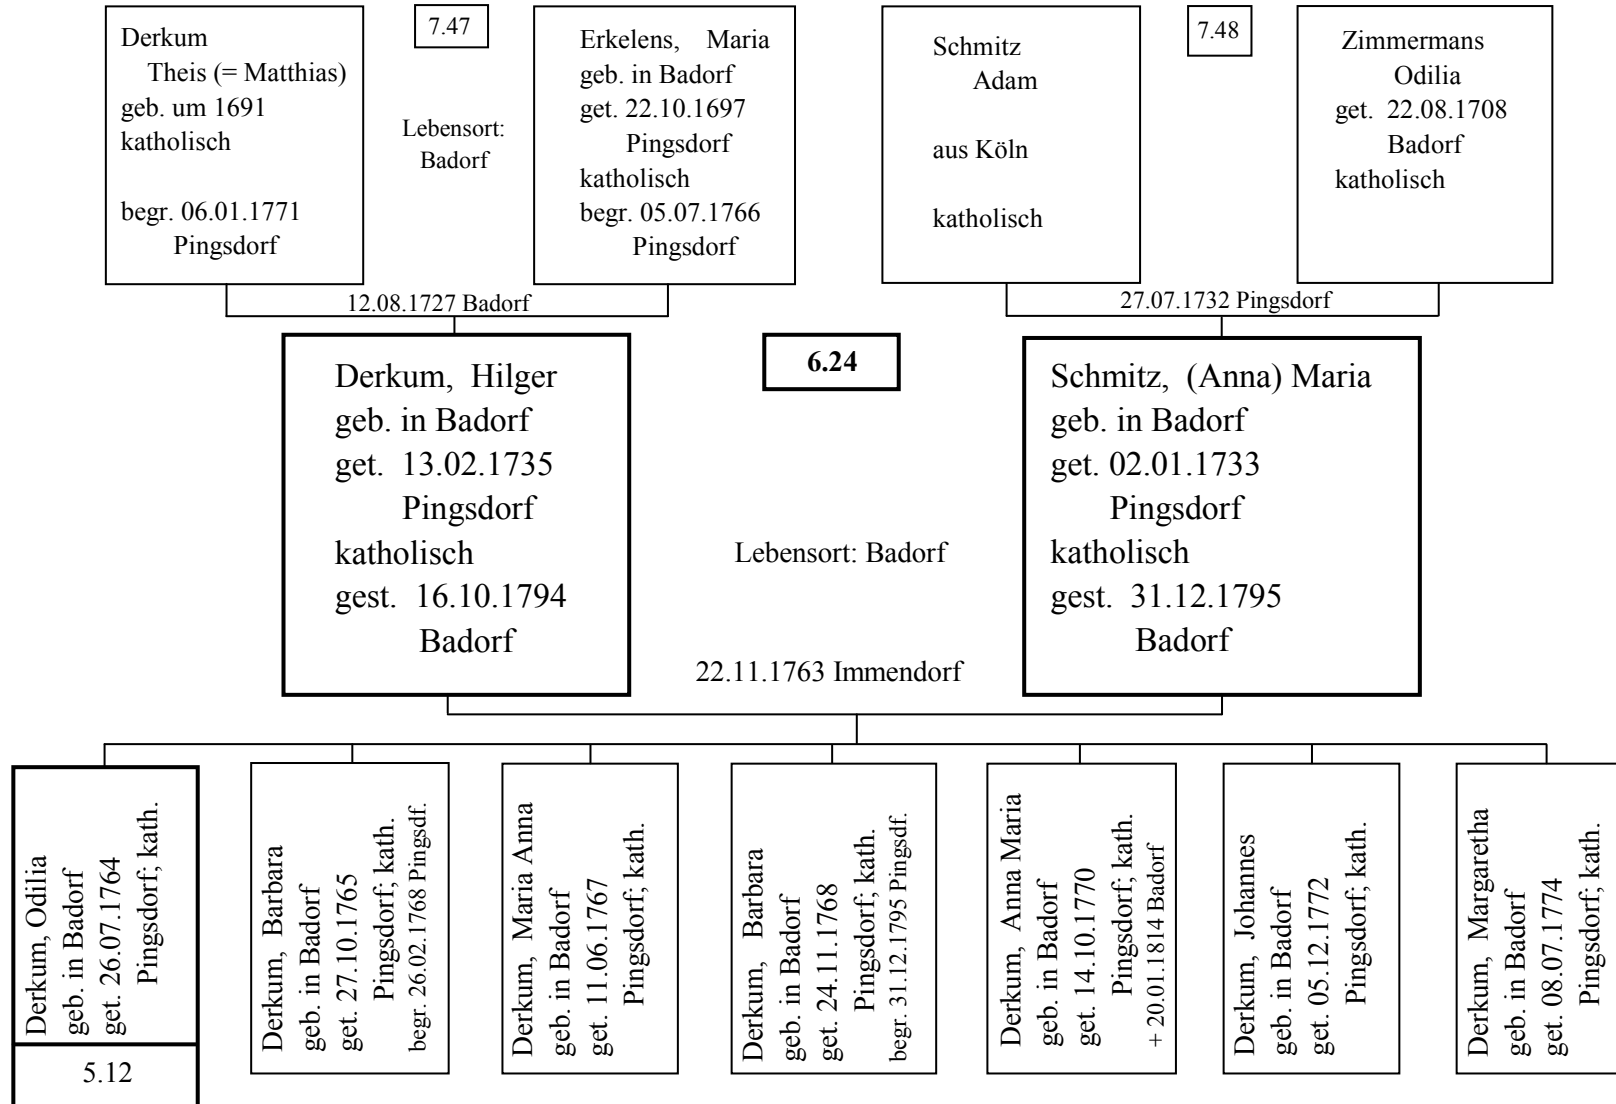 Derkum
Theis (= Matthias)
geb. um 1691
katholisch
begr. 06.01.1771
Pingsdorf
7.47
Lebensort:
Badorf
Erkelens, Maria
geb. in Badorf
get. 22.10.1697
Pingsdorf
katholisch
begr. 05.07.1766
Pingsdorf
Schmitz
Adam
aus Köln
katholisch
7.48
Zimmermans
Odilia
get. 22.08.1708
Badorf
katholisch
12.08.1727 Badorf
27.07.1732 Pingsdorf
Derkum, Hilger
geb. in Badorf
get. 13.02.1735
Pingsdorf
katholisch
gest. 16.10.1794
Badorf
6.24
Lebensort: Badorf
22.11.1763 Immendorf
Schmitz, (Anna) Maria
geb. in Badorf
get. 02.01.1733
Pingsdorf
katholisch
gest. 31.12.1795
Badorf
Derkum, Odilia
geb. in Badorf
get. 26.07.1764
Pingsdorf; kath.
5.12
Derkum, Barbara
geb. in Badorf
get. 27.10.1765
Pingsdorf; kath.
begr. 26.02.1768 Pingsdf.
Derkum, Maria Anna
geb. in Badorf
get. 11.06.1767
Pingsdorf; kath.
Derkum, Barbara
geb. in Badorf
get. 24.11.1768
Pingsdorf; kath.
begr. 31.12.1795 Pingsdf.
Derkum, Anna Maria
geb. in Badorf
get. 14.10.1770
Pingsdorf; kath.
+ 20.01.1814 Badorf
Derkum, Johannes
geb. in Badorf
get. 05.12.1772
Pingsdorf; kath.
Derkum, Margaretha
geb. in Badorf
get. 08.07.1774
Pingsdorf; kath.